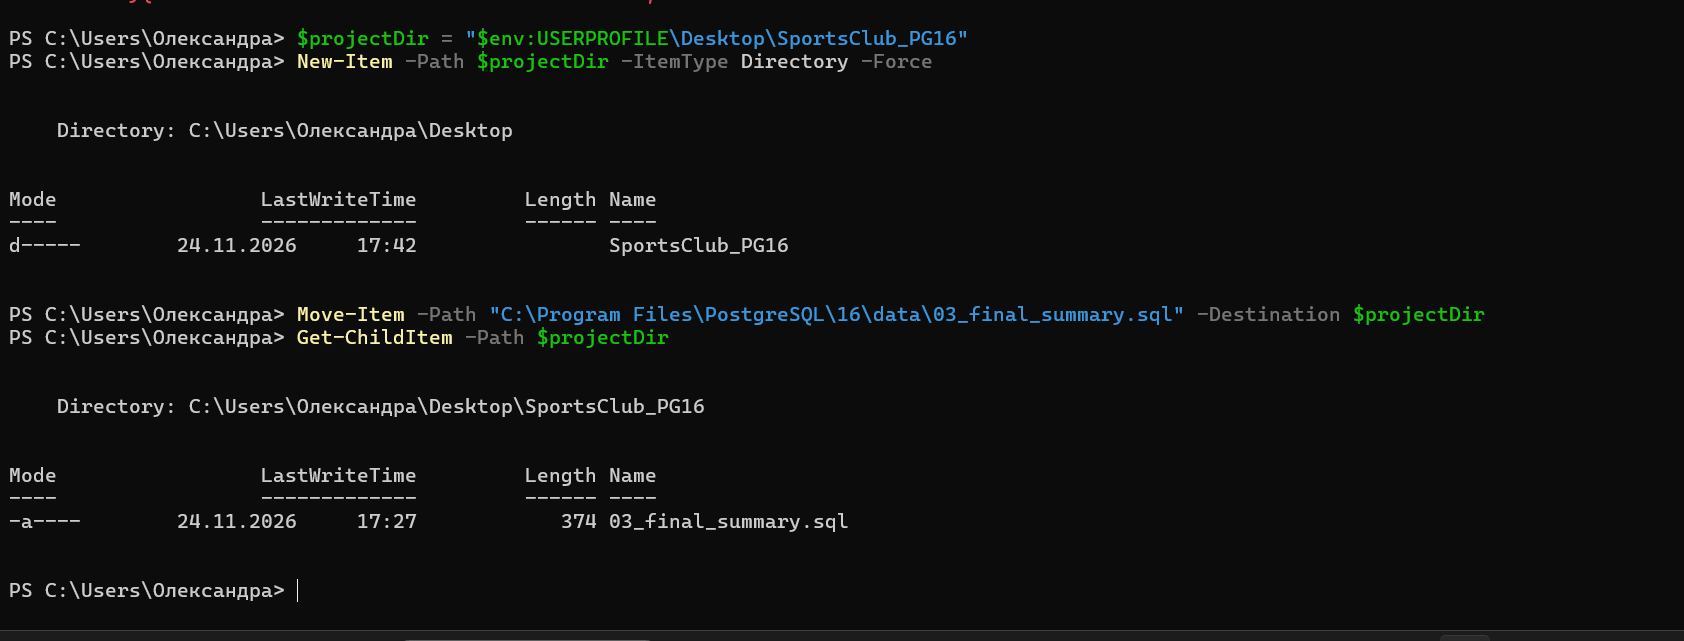 PS C:\Users\Олександра> $projectDir = "$env:USERPROFILE\Desktop\SportsClub_PG16"
PS C:\Users\Олександра> New-Item -Path $projectDir -ItemType Directory -Force
Directory: C:\Users\Олександра\Desktop
Mode LastWriteTime Length Name
---- ------------- ------ ----
d----- 24.11.2026 17:42 SportsClub_PG16
PS C:\Users\Олександра> Move-Item -Path "C:\Program Files\PostgreSQL\16\data\03_final_summary.sql" -Destination $projectDir
PS C:\Users\Олександра> Get-ChildItem -Path $projectDir
Directory: C:\Users\Олександра\Desktop\SportsClub_PG16
Mode LastWriteTime Length Name
---- ------------- ------ ----
-a---- 24.11.2026 17:27 374 03_final_summary.sql
PS C:\Users\Олександра>